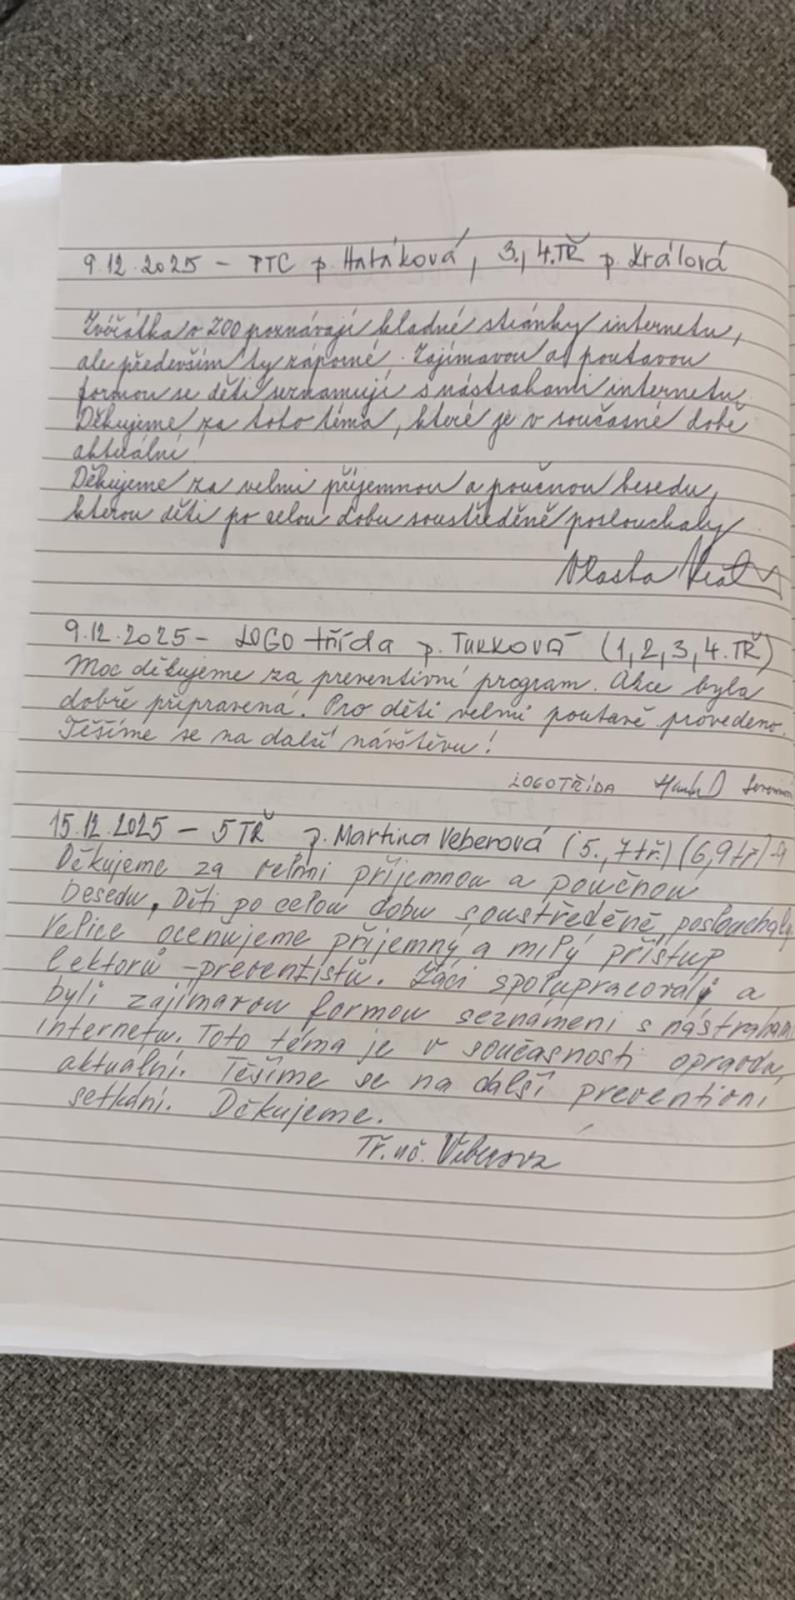 9.12.2025 – PTC p. Hatáková, 3., 4.TŘ p. Králová
Zvířátka v ZOO poznávají kladné stránky internetu,
ale především ty záporné. Zajímavou a poutavou
formou se děti seznamují s nástrahami internetu.
Děkujeme za toto téma, které je v současné době
aktuální!
Děkujeme za velmi příjemnou a poučnou besedu,
kterou děti po celou dobu soustředěně poslouchaly
Vlasta
9.12.2025 – LOGO třída p. Turková (1, 2, 3, 4. TŘ)
Moc děkujeme za preventivní program. Akce byla
dobře připravená. Pro děti velmi poutavě provedeno.
Těšíme se na další návštěvu!
LOGOTŘÍDA
15.12.2025 – 5 TŘ p. Martina Veberová (5., 7 tř.) (6, 9 tř.)
Děkujeme za velmi příjemnou a poučnou
besedu. Děti po celou dobu soustředěně poslouchaly
Velice oceňujeme příjemný a milý přístup
lektorů – preventistů. Žáci spolupracovali a
byli zajímavou formou seznámeni s nástrahami
internetu. Toto téma je v současnosti opravdu
aktuální. Těšíme se na další preventivní
setkání. Děkujeme.
Tř. uč. Veberová